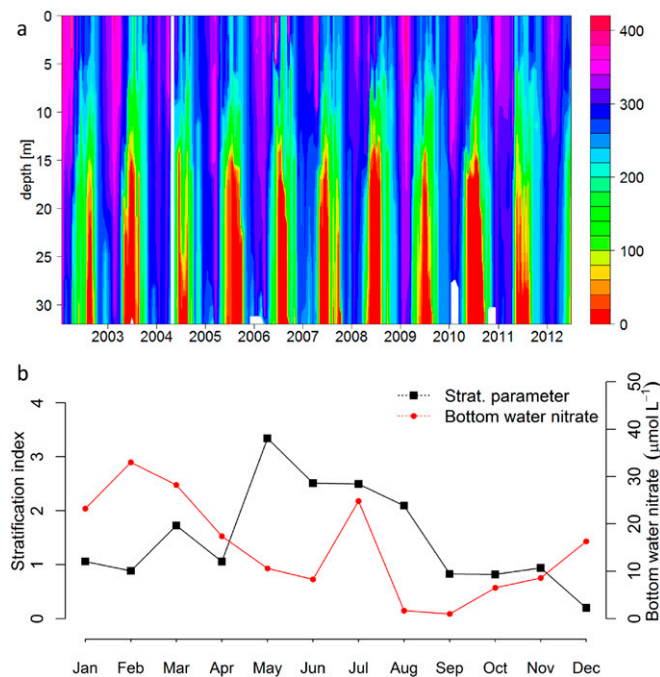 a
0
5
10
15
20
25
30
depth [m]
2003 2004 2005 2006 2007 2008 2009 2010 2011 2012
400
300
200
100
0
b
Strat. parameter
Bottom water nitrate
4
3
2
1
0
Stratification index
50
40
30
20
10
0
Bottom water nitrate (μmol L−1)
Jan Feb Mar Apr May Jun Jul Aug Sep Oct Nov Dec